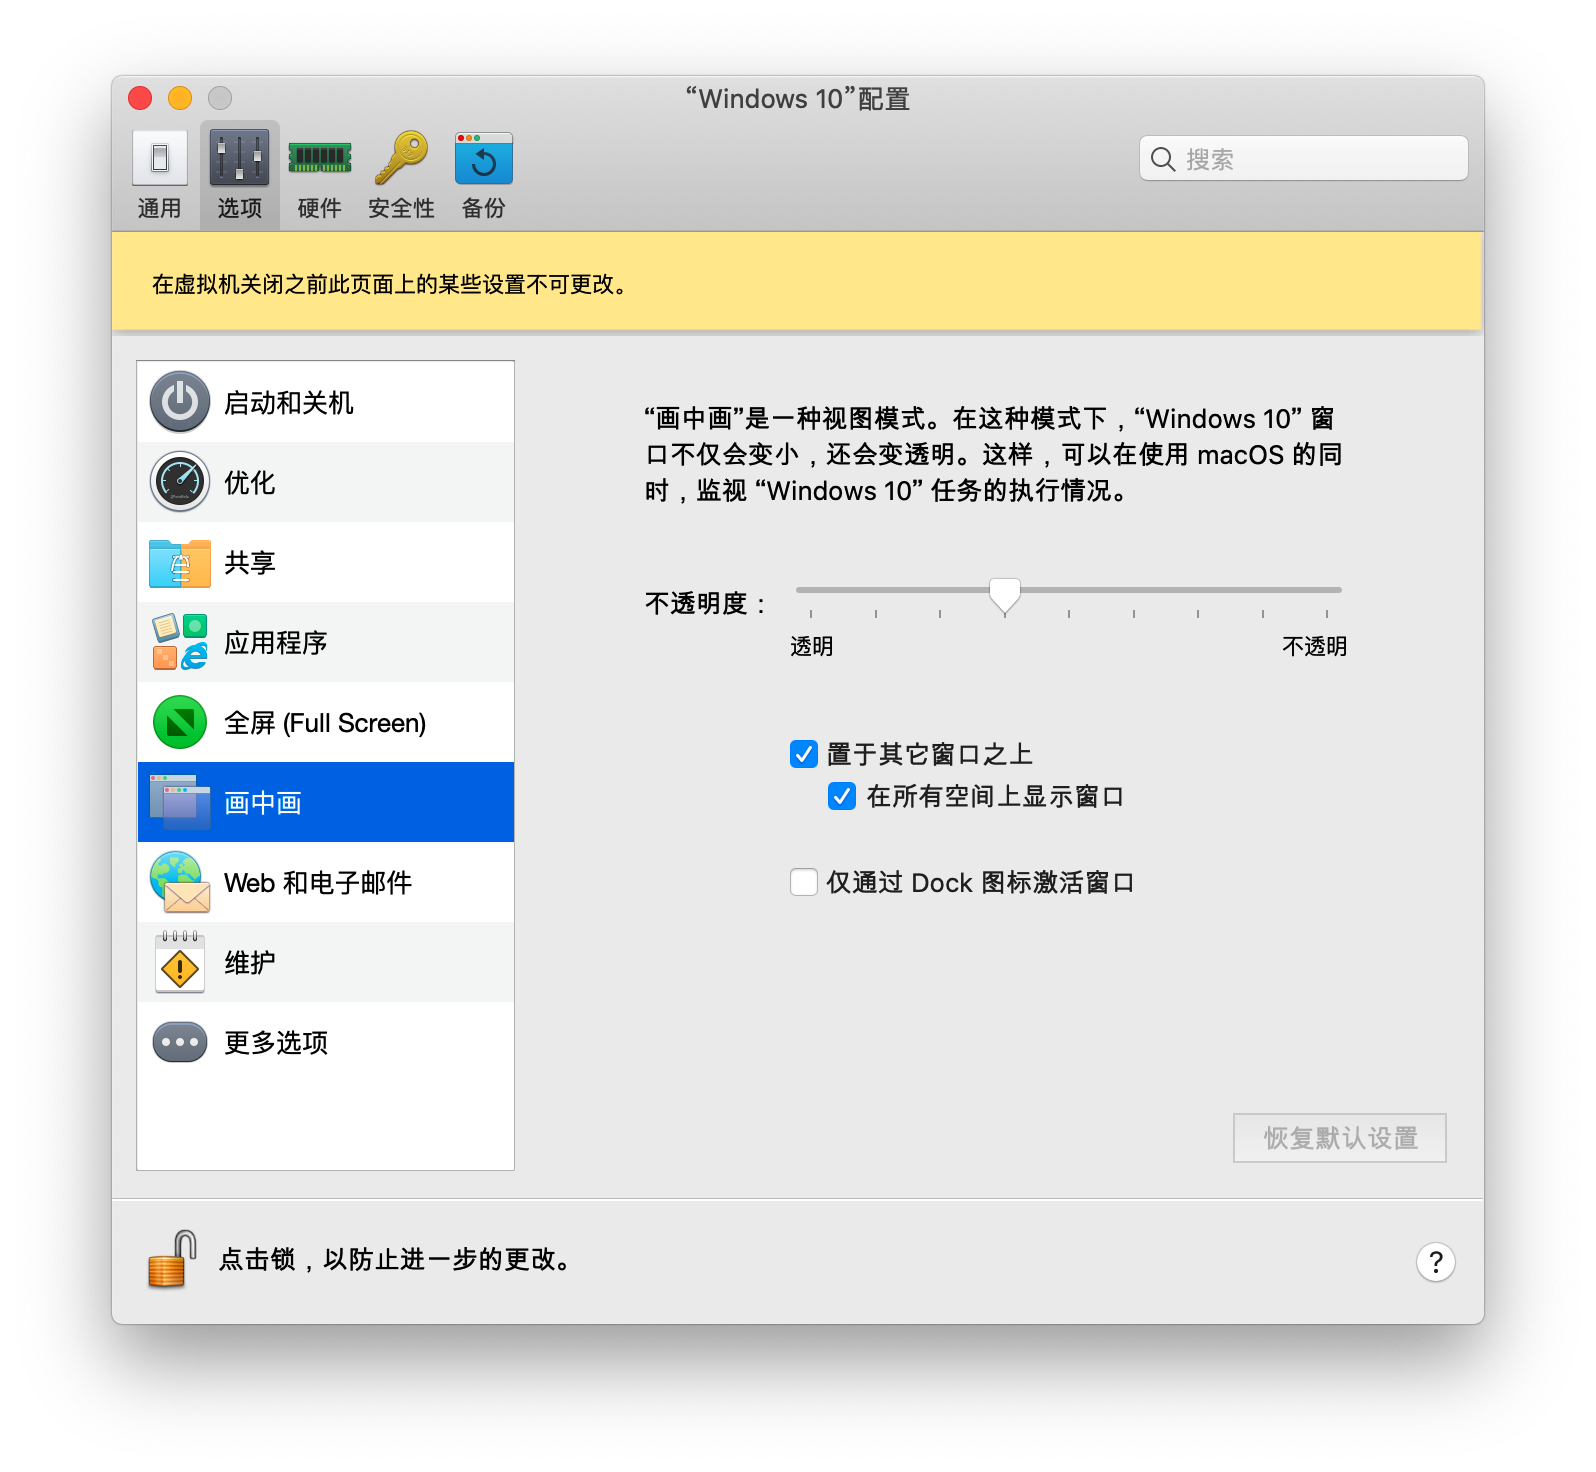 “Windows 10”配置
通用
选项
硬件
安全性
备份
搜索
在虚拟机关闭之前此页面上的某些设置不可更改。
启动和关机
优化
共享
应用程序
全屏 (Full Screen)
画中画
Web 和电子邮件
维护
更多选项
“画中画”是一种视图模式。在这种模式下，“Windows 10” 窗
口不仅会变小，还会变透明。这样，可以在使用 macOS 的同
时，监视 “Windows 10” 任务的执行情况。
不透明度：
透明
不透明
置于其它窗口之上
在所有空间上显示窗口
仅通过 Dock 图标激活窗口
恢复默认设置
点击锁，以防止进一步的更改。
?